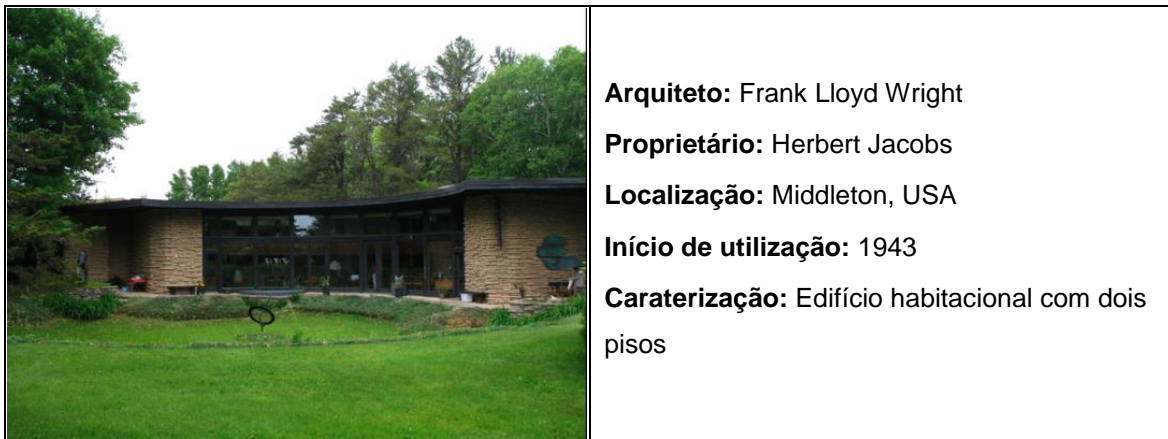 Arquiteto: Frank Lloyd Wright
Proprietário: Herbert Jacobs
Localização: Middleton, USA
Início de utilização: 1943
Caraterização: Edifício habitacional com dois
pisos